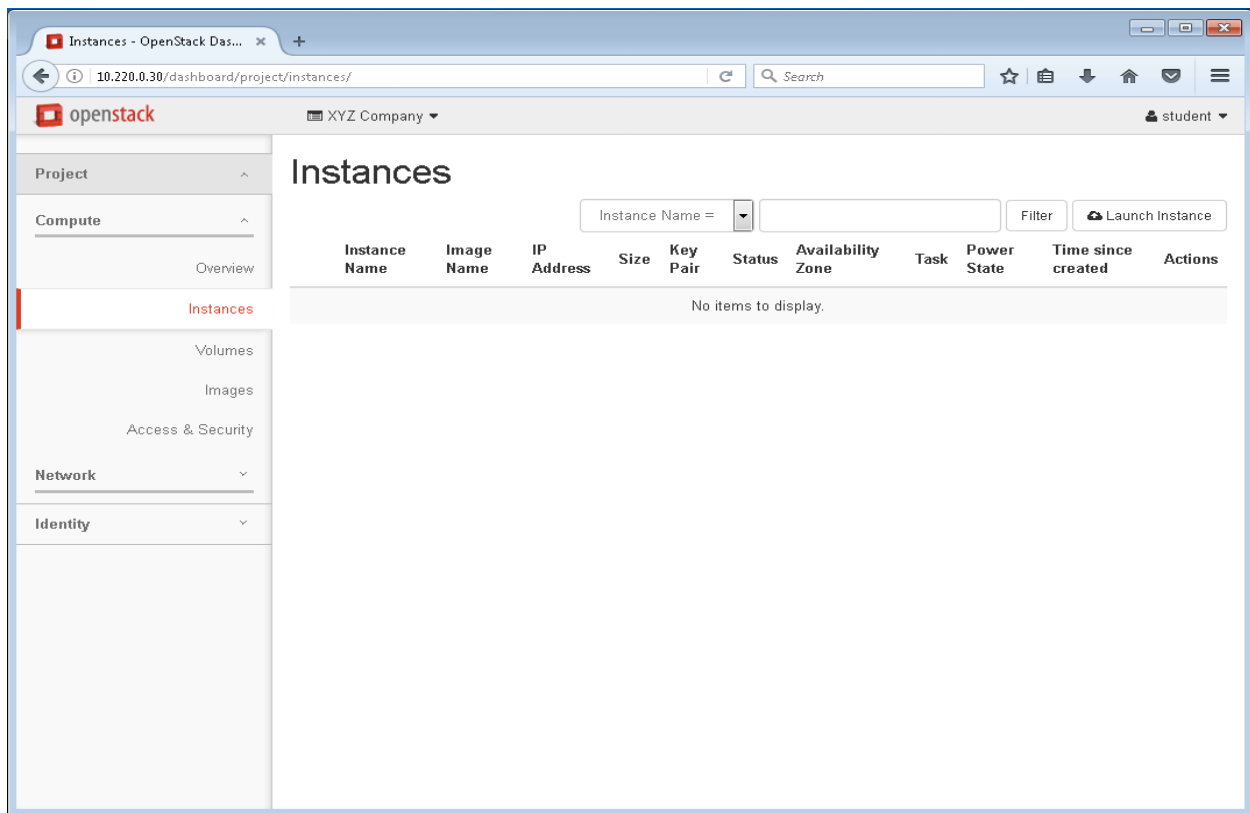 Instances - OpenStack Das...
10.220.0.30/dashboard/project/instances/
Search
openstack
XYZ Company
student
Project
Compute
Overview
Instances
Volumes
Images
Access & Security
Network
Identity
Instances
Instance Name =
Filter
Launch Instance
Instance Name
Image Name
IP Address
Size
Key Pair
Status
Availability Zone
Task
Power State
Time since created
Actions
No items to display.